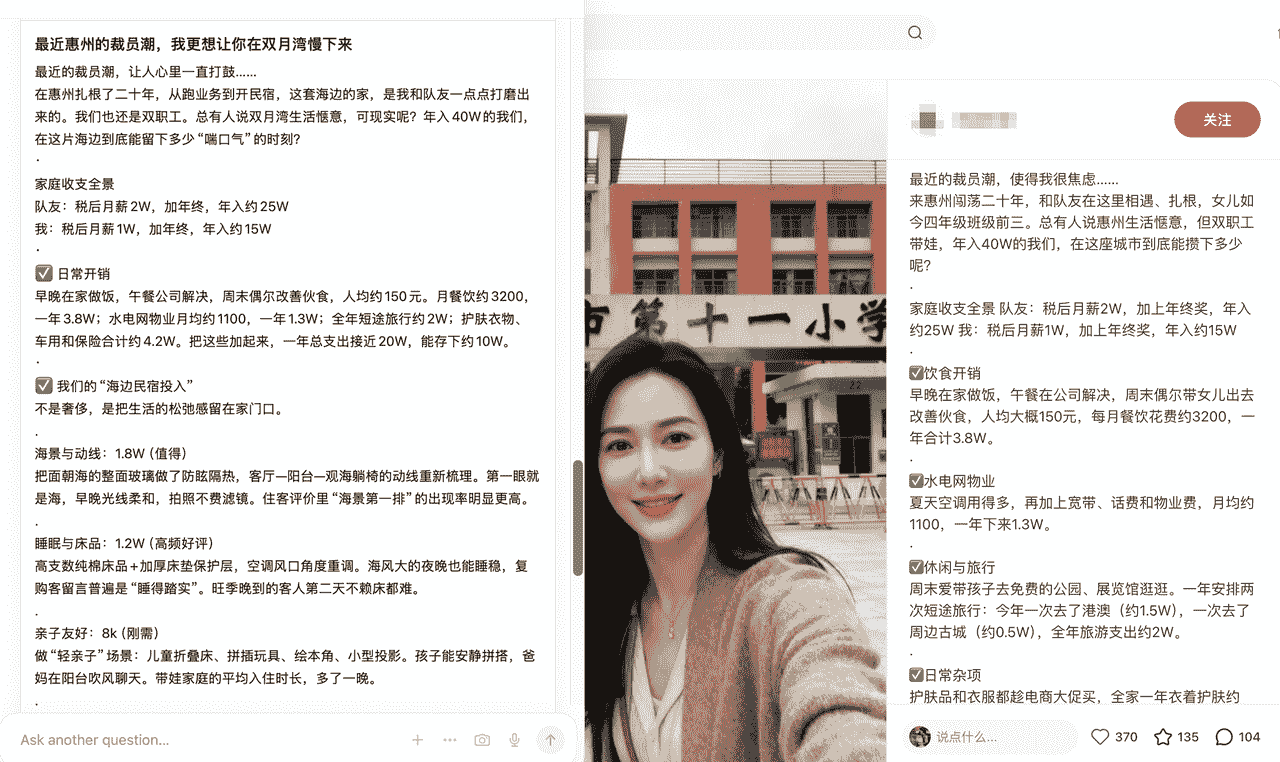 最近惠州的裁员潮，我更想让你在双月湾慢下来
最近的裁员潮，让人心里一直打鼓……
在惠州扎根了二十年，从跑业务到开民宿，这套海边的家，是我和队友一点点打磨出
来的。我们也还是双职工。总有人说双月湾生活惬意，可现实呢？年入40W的我们，
在这片海边到底能留下多少“喘口气”的时刻？
.
家庭收支全景
队友：税后月薪2W，加年终，年入约25W
我：税后月薪1W，加年终，年入约15W
.
☑ 日常开销
早晚在家做饭，午餐公司解决，周末偶尔改善伙食，人均约150元。月餐饮约3200，
一年3.8W；水电网物业月均约1100，一年1.3W；全年短途旅行约2W；护肤衣物、
车用和保险合计约4.2W。把这些加起来，一年总支出接近20W，能存下约10W。
.
☑ 我们的“海边民宿投入”
不是奢侈，是把生活的松弛感留在家门口。
.
海景与动线：1.8W（值得）
把面朝海的整面玻璃做了防眩隔热，客厅—阳台—观海躺椅的动线重新梳理。第一眼就
是海，早晚光线柔和，拍照不费滤镜。住客评价里“海景第一排”的出现率明显更高。
.
睡眠与床品：1.2W（高频好评）
高支数纯棉床品+加厚床垫保护层，空调风口角度重调。海风大的夜晚也能睡稳，复
购客留言普遍是“睡得踏实”。旺季晚到的客人第二天不赖床都难。
.
亲子友好：8k（刚需）
做“轻亲子”场景：儿童折叠床、拼插玩具、绘本角、小型投影。孩子能安静拼搭，爸
妈在阳台吹风聊天。带娃家庭的平均入住时长，多了一晚。
.
Ask another question...
市第十一小学
22
关注
最近的裁员潮，使得我很焦虑……
来惠州闯荡二十年，和队友在这里相遇、扎根，女儿如
今四年级班级前三。总有人说惠州生活惬意，但双职工
带娃，年入40W的我们，在这座城市到底能攒下多少
呢？
.
家庭收支全景 队友：税后月薪2W，加上年终奖，年入
约25W 我：税后月薪1W，加上年终奖，年入约15W
.
☑饮食开销
早晚在家做饭，午餐在公司解决，周末偶尔带女儿出去
改善伙食，人均大概150元，每月餐饮花费约3200，一
年合计3.8W。
.
☑水电网物业
夏天空调用得多，再加上宽带、话费和物业费，月均约
1100，一年下来1.3W。
.
☑休闲与旅行
周末爱带孩子去免费的公园、展览馆逛逛。一年安排两
次短途旅行：今年一次去了港澳（约1.5W），一次去了
周边古城（约0.5W），全年旅游支出约2W。
.
☑日常杂项
护肤品和衣服都趁电商大促买，全家一年衣着护肤约
说点什么...
370
135
104